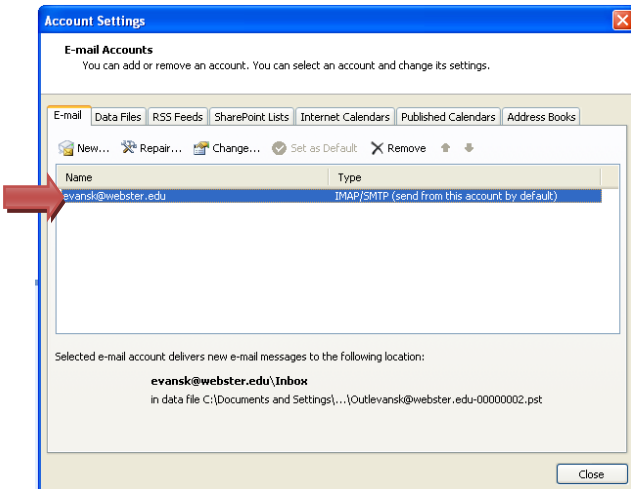 Account Settings
E-mail Accounts
You can add or remove an account. You can select an account and change its settings.
E-mail Data Files RSS Feeds SharePoint Lists Internet Calendars Published Calendars Address Books
New... Repair... Change... Set as Default Remove
Name Type
evansk@webster.edu IMAP/SMTP (send from this account by default)
Selected e-mail account delivers new e-mail messages to the following location:
evansk@webster.edu\Inbox
in data file C:\Documents and Settings\...\Outlevansk@webster.edu-00000002.pst
Close